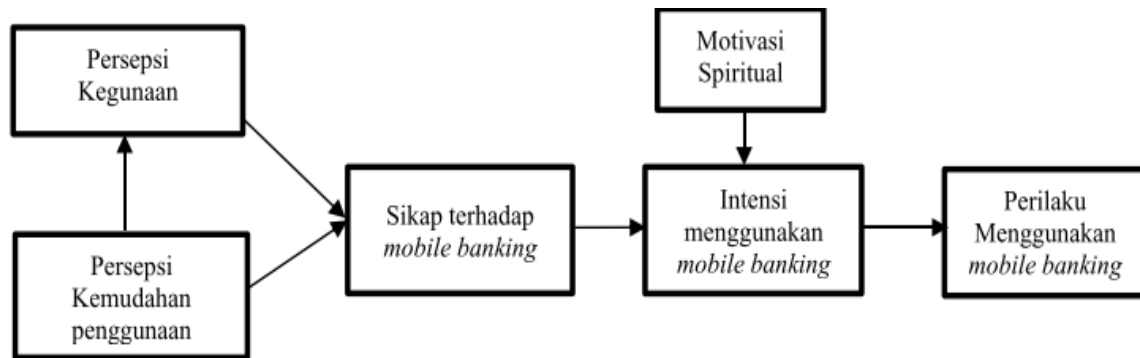 Persepsi
Kegunaan
Persepsi
Kemudahan
penggunaan
Sikap terhadap
mobile banking
Motivasi
Spiritual
Intensi
menggunakan
mobile banking
Perilaku
Menggunakan
mobile banking